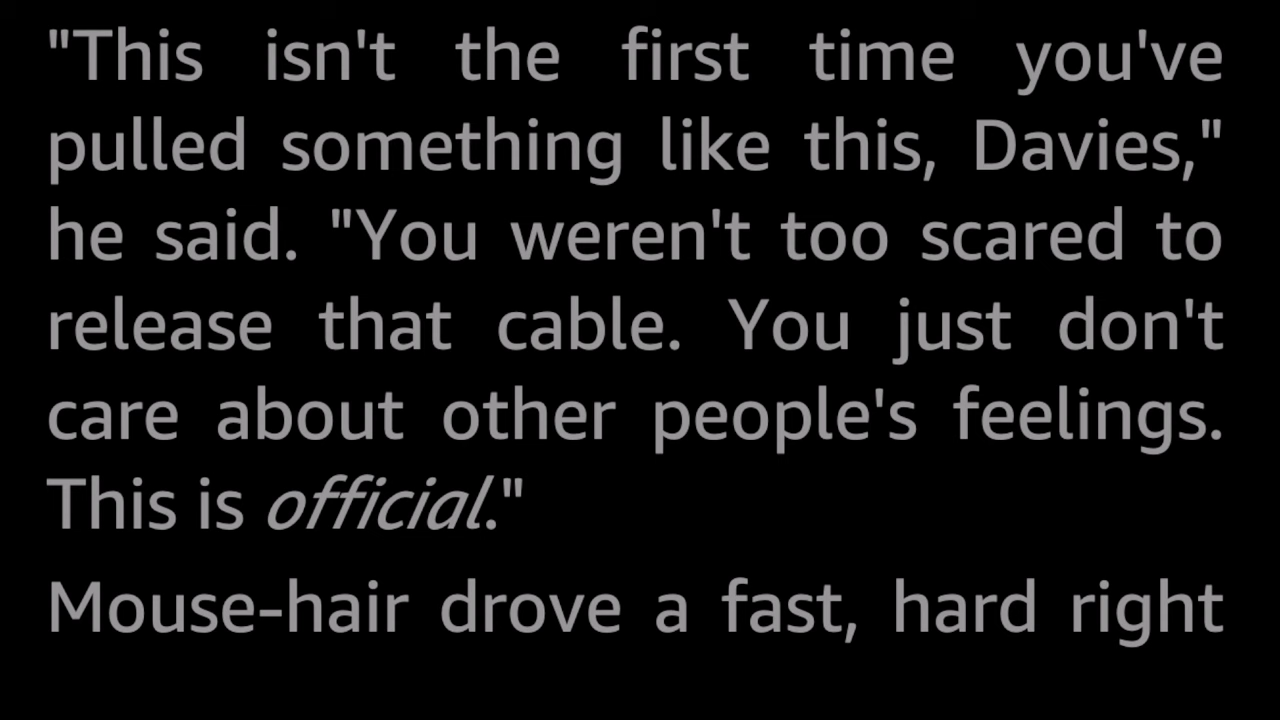 "This isn't the first time you've
pulled something like this, Davies,"
he said. "You weren't too scared to
release that cable. You just don't
care about other people's feelings.
This is official."
Mouse-hair drove a fast, hard right